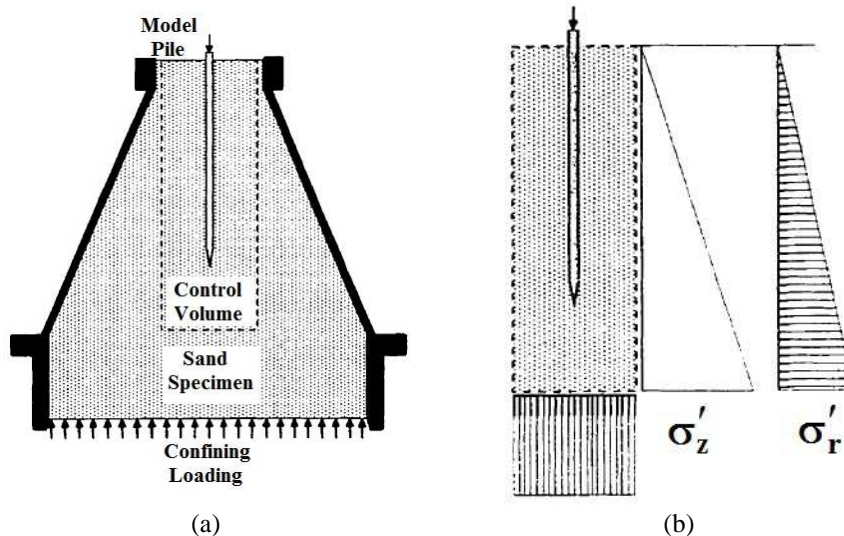 Model
Pile
Control
Volume
Sand
Specimen
Confining
Loading
(a)
σ′z
σ′r
(b)